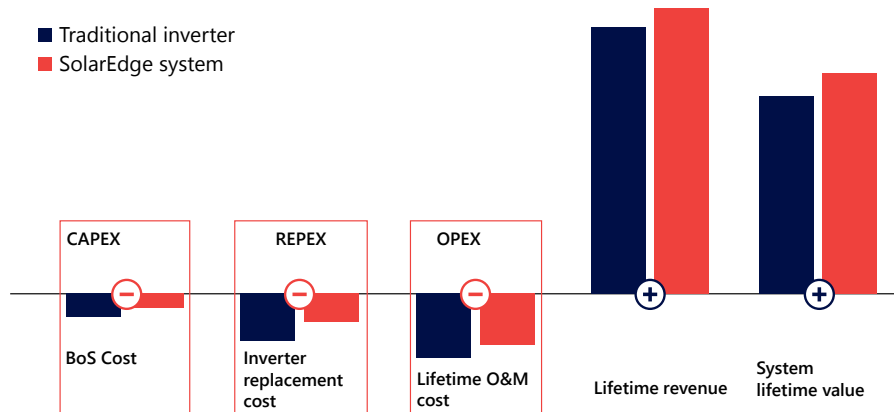 Traditional inverter
SolarEdge system
CAPEX
REPEX
OPEX
BoS Cost
Inverter
replacement
cost
Lifetime O&M
cost
Lifetime revenue
System
lifetime value